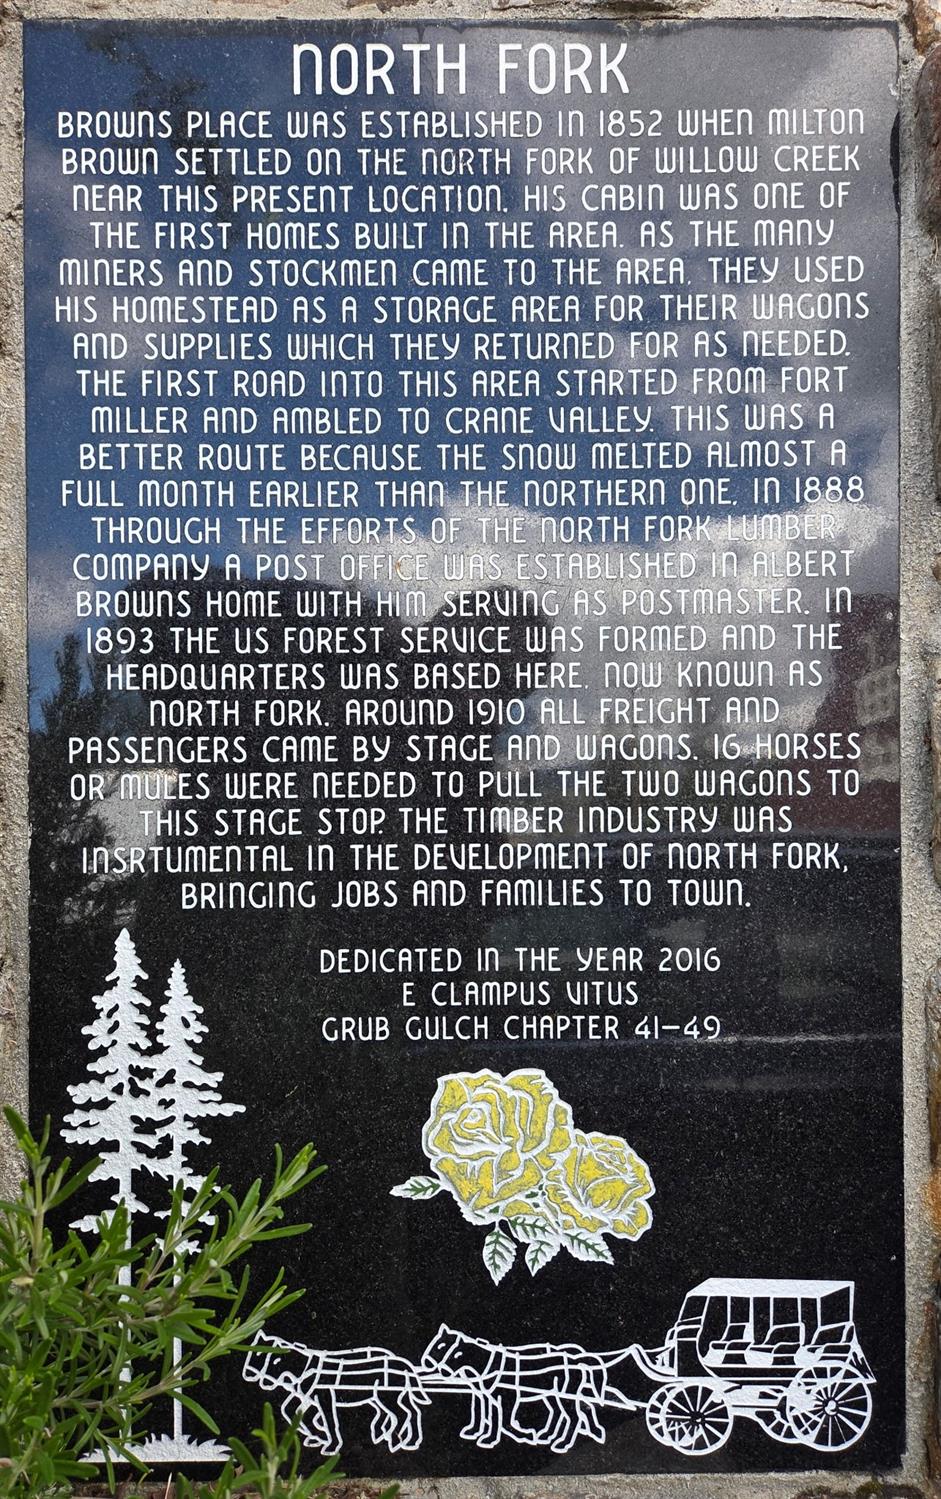 NORTH FORK
BROWNS PLACE WAS ESTABLISHED IN 1852 WHEN MILTON
BROWN SETTLED ON THE NORTH FORK OF WILLOW CREEK
NEAR THIS PRESENT LOCATION. HIS CABIN WAS ONE OF
THE FIRST HOMES BUILT IN THE AREA. AS THE MANY
MINERS AND STOCKMEN CAME TO THE AREA, THEY USED
HIS HOMESTEAD AS A STORAGE AREA FOR THEIR WAGONS
AND SUPPLIES WHICH THEY RETURNED FOR AS NEEDED.
THE FIRST ROAD INTO THIS AREA STARTED FROM FORT
MILLER AND AMBLED TO CRANE VALLEY. THIS WAS A
BETTER ROUTE BECAUSE THE SNOW MELTED ALMOST A
FULL MONTH EARLIER THAN THE NORTHERN ONE. IN 1888
THROUGH THE EFFORTS OF THE NORTH FORK LUMBER
COMPANY A POST OFFICE WAS ESTABLISHED IN ALBERT
BROWNS HOME WITH HIM SERVING AS POSTMASTER. IN
1893 THE US FOREST SERVICE WAS FORMED AND THE
HEADQUARTERS WAS BASED HERE, NOW KNOWN AS
NORTH FORK. AROUND 1910 ALL FREIGHT AND
PASSENGERS CAME BY STAGE AND WAGONS. 16 HORSES
OR MULES WERE NEEDED TO PULL THE TWO WAGONS TO
THIS STAGE STOP. THE TIMBER INDUSTRY WAS
INSRTUMENTAL IN THE DEVELOPMENT OF NORTH FORK,
BRINGING JOBS AND FAMILIES TO TOWN.
DEDICATED IN THE YEAR 2016
E CLAMPUS VITUS
GRUB GULCH CHAPTER 41-49